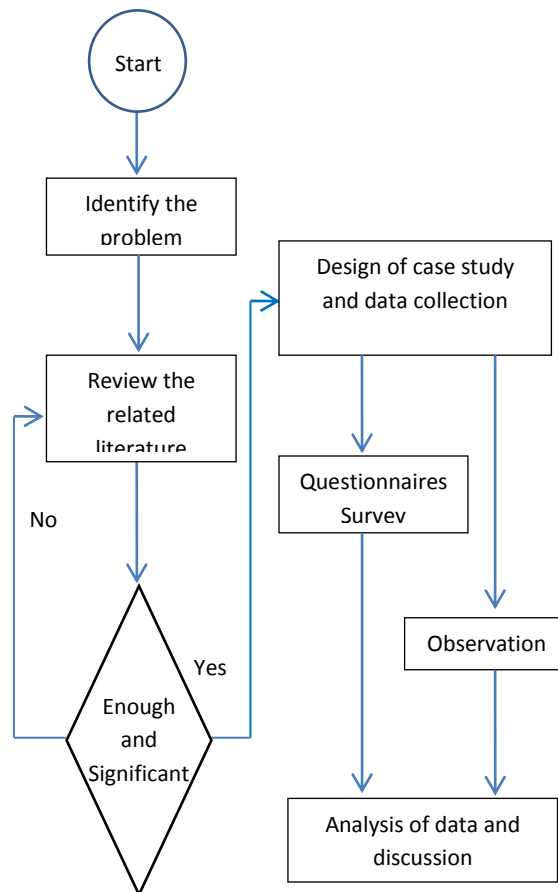 Start
Identify the
problem
Review the
related
literature
No
Yes
Enough
and
Significant
Design of case study
and data collection
Questionnaires
Survey
Observation
Analysis of data and
discussion